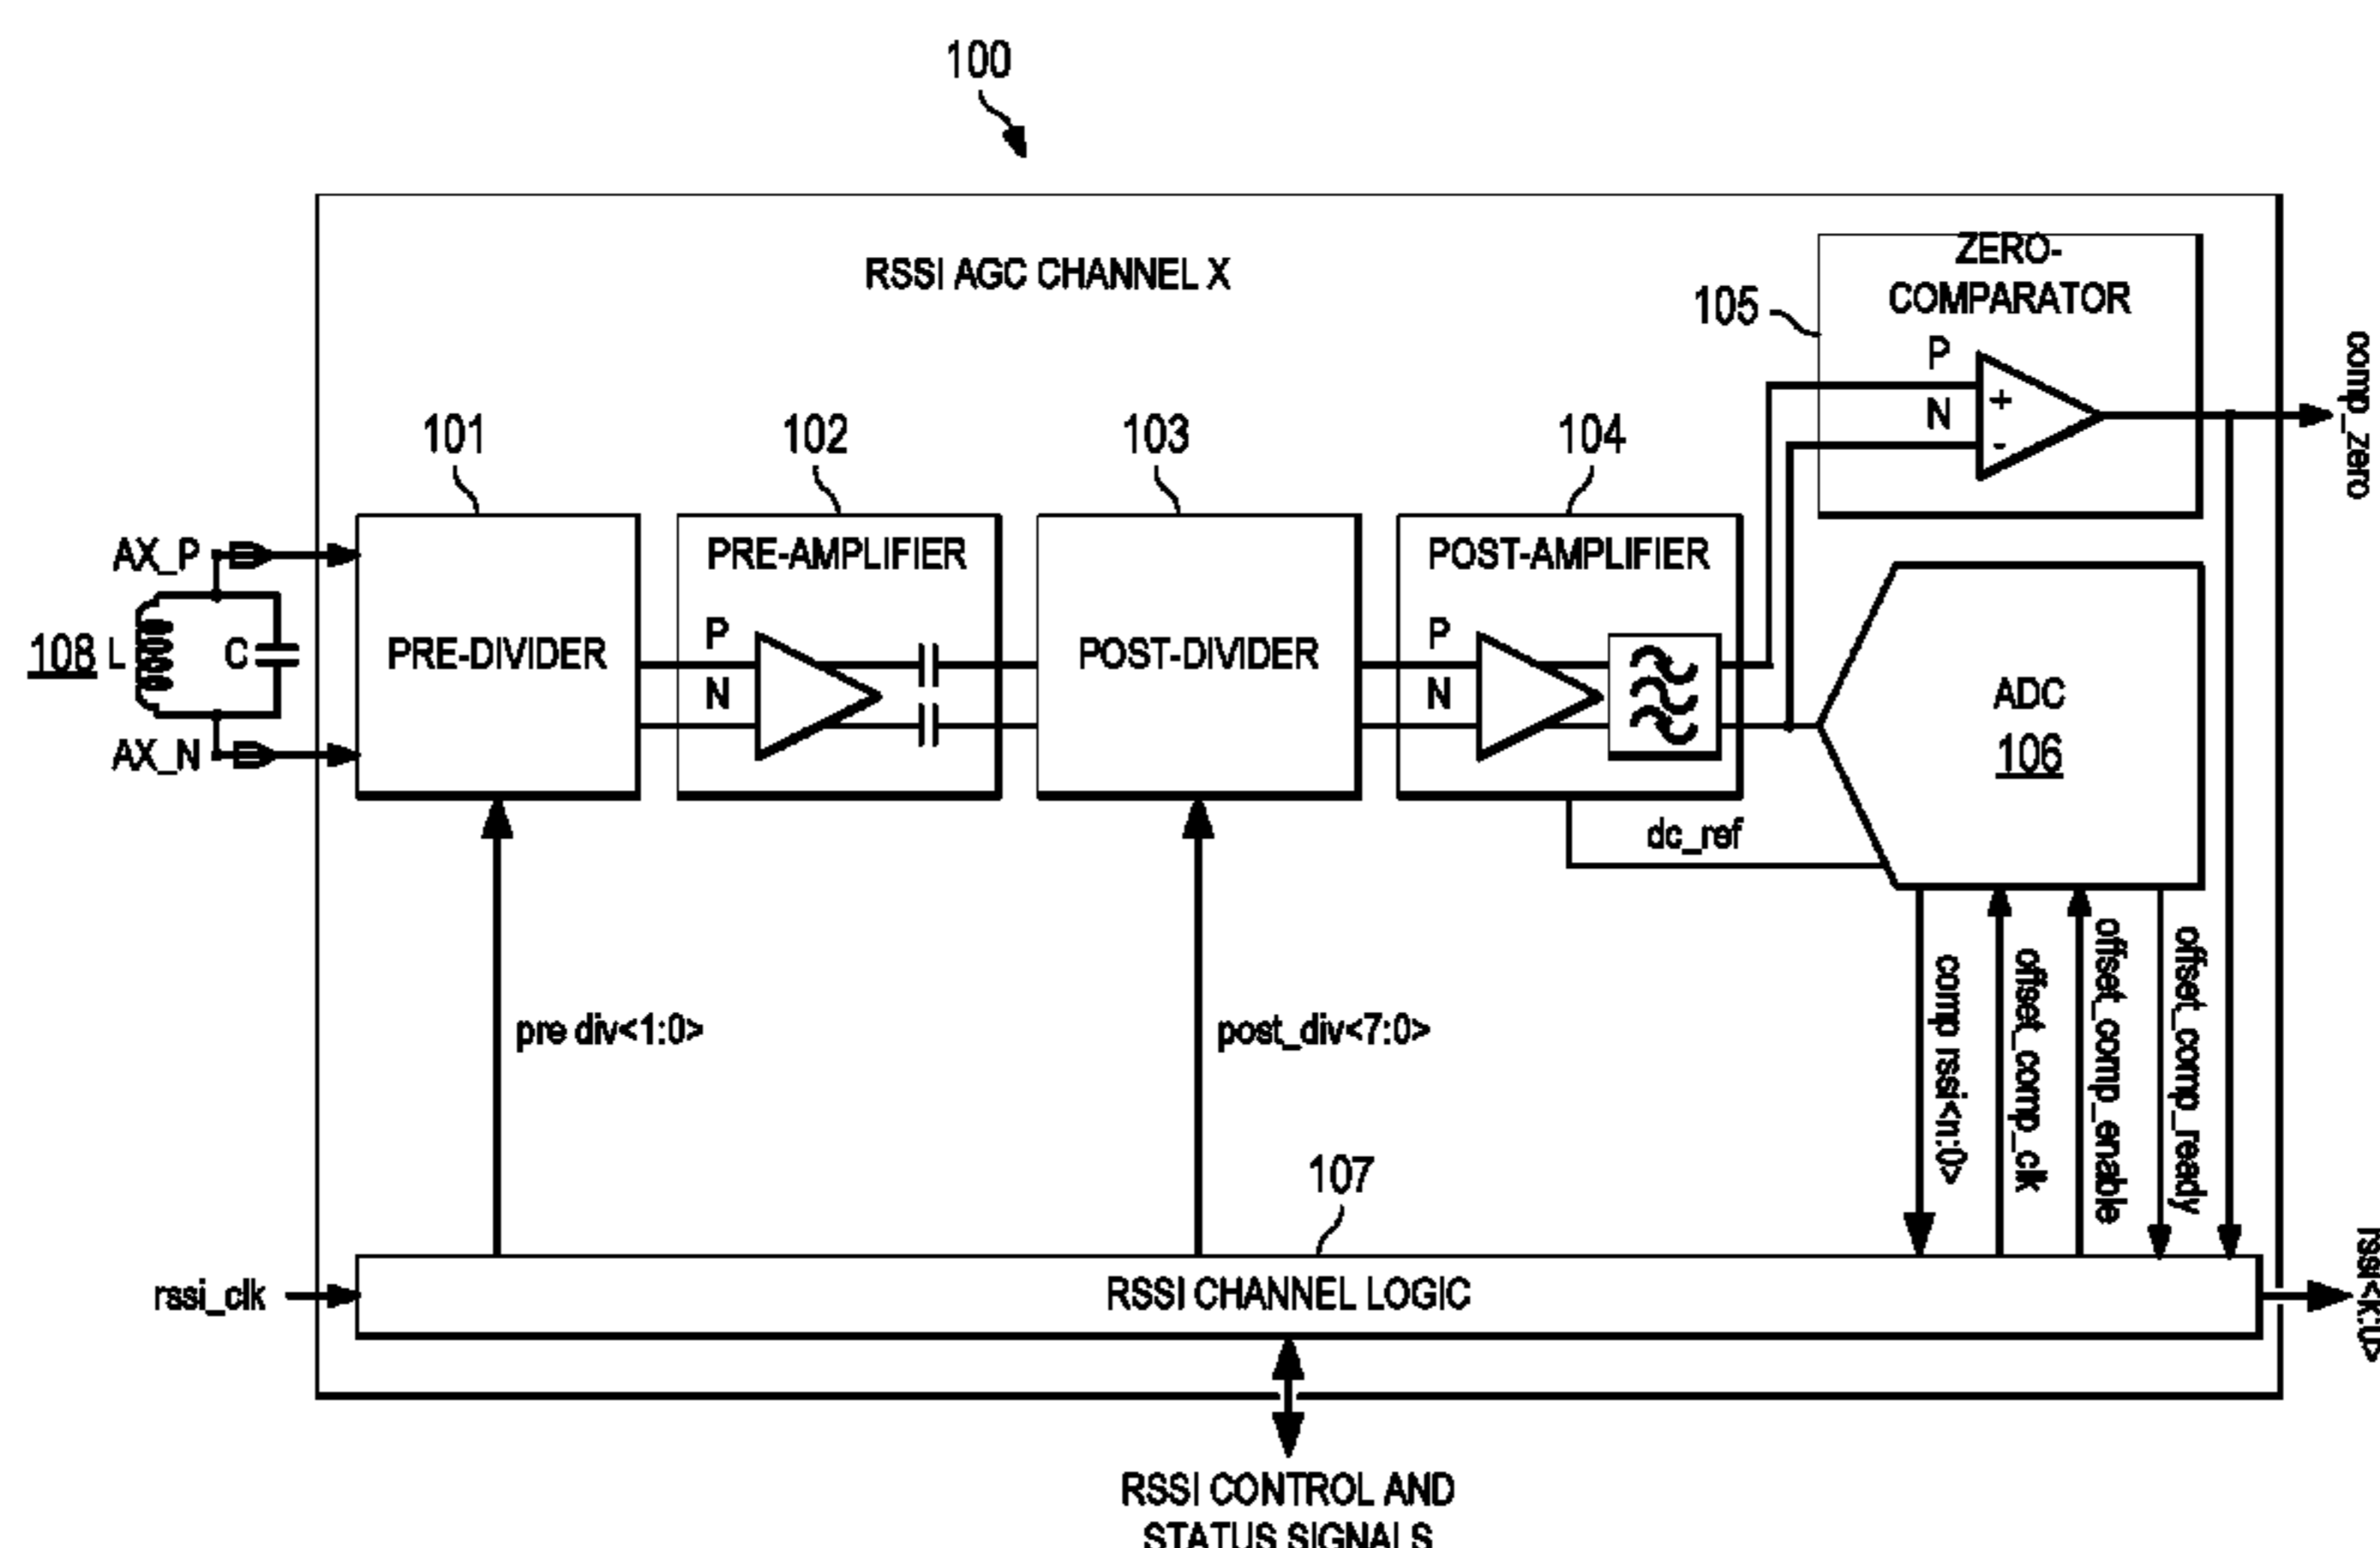 100
RSSI AGC CHANNEL X
ZERO-
COMPARATOR
105
P
N
+
-
comp_zero
101
102
103
104
AX_P
AX_N
108 L
C
PRE-DIVIDER
PRE-AMPLIFIER
P
N
POST-DIVIDER
POST-AMPLIFIER
P
N
ADC
106
dc_ref
pre div<1:0>
post_div<7:0>
comp rssi<n:0>
offset_comp_clk
offset_comp_enable
offset_comp_ready
107
rssi_clk
RSSI CHANNEL LOGIC
rssi<k:0>
RSSI CONTROL AND
STATUS SIGNALS